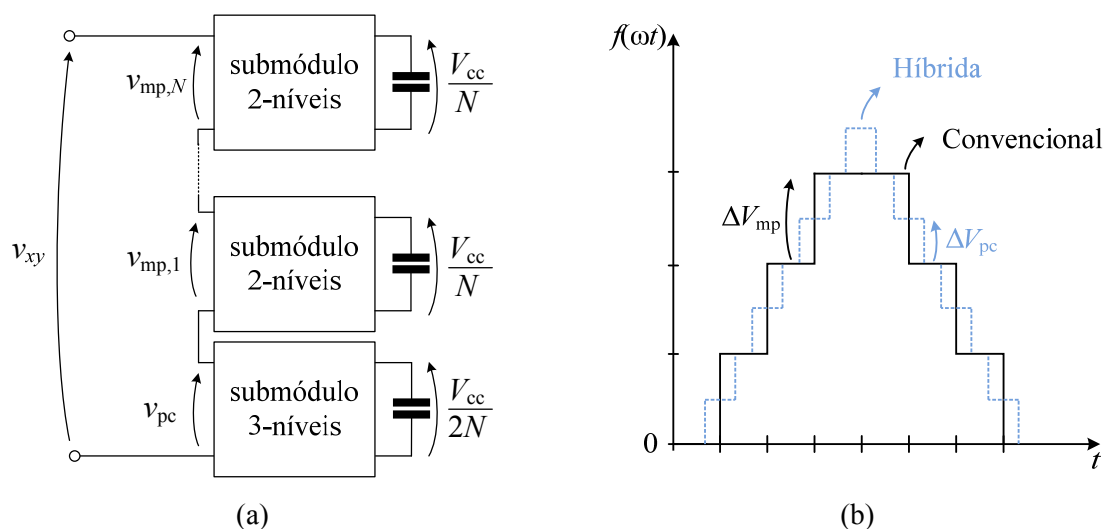 submódulo
2-níveis
v_mp,N
V_cc
N
submódulo
2-níveis
v_xy
v_mp,1
V_cc
N
submódulo
3-níveis
v_pc
V_cc
2N
(a)
f(ωt)
Híbrida
Convencional
ΔV_mp
ΔV_pc
0
t
(b)